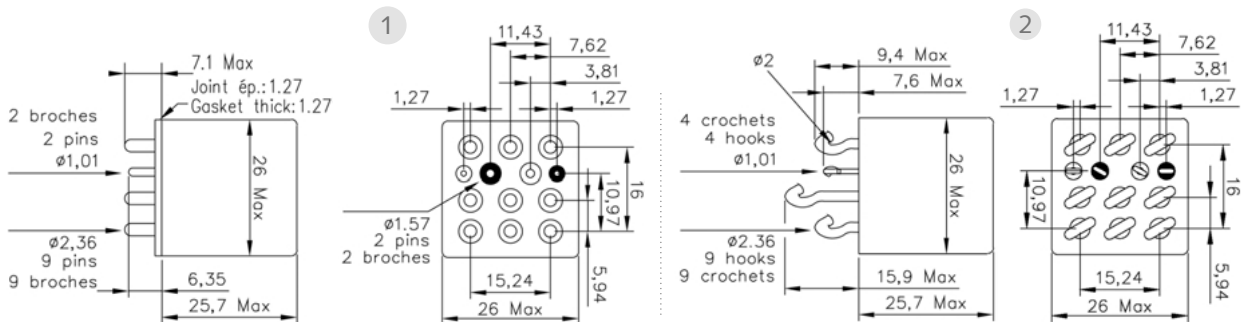 1
7.1 Max
Joint ép.:1.27
Gasket thick:1.27
2 broches
2 pins
ø1,01
26 Max
ø2,36
9 pins
9 broches
6,35
25,7 Max
11,43
7,62
3,81
1,27
1,27
16
10,97
ø1.57
2 pins
2 broches
15,24
5,94
26 Max
2
ø2
9,4 Max
7,6 Max
4 crochets
4 hooks
ø1,01
26 Max
ø2.36
9 hooks
9 crochets
15,9 Max
25,7 Max
11,43
7,62
3,81
1,27
1,27
16
10,97
15,24
5,94
26 Max